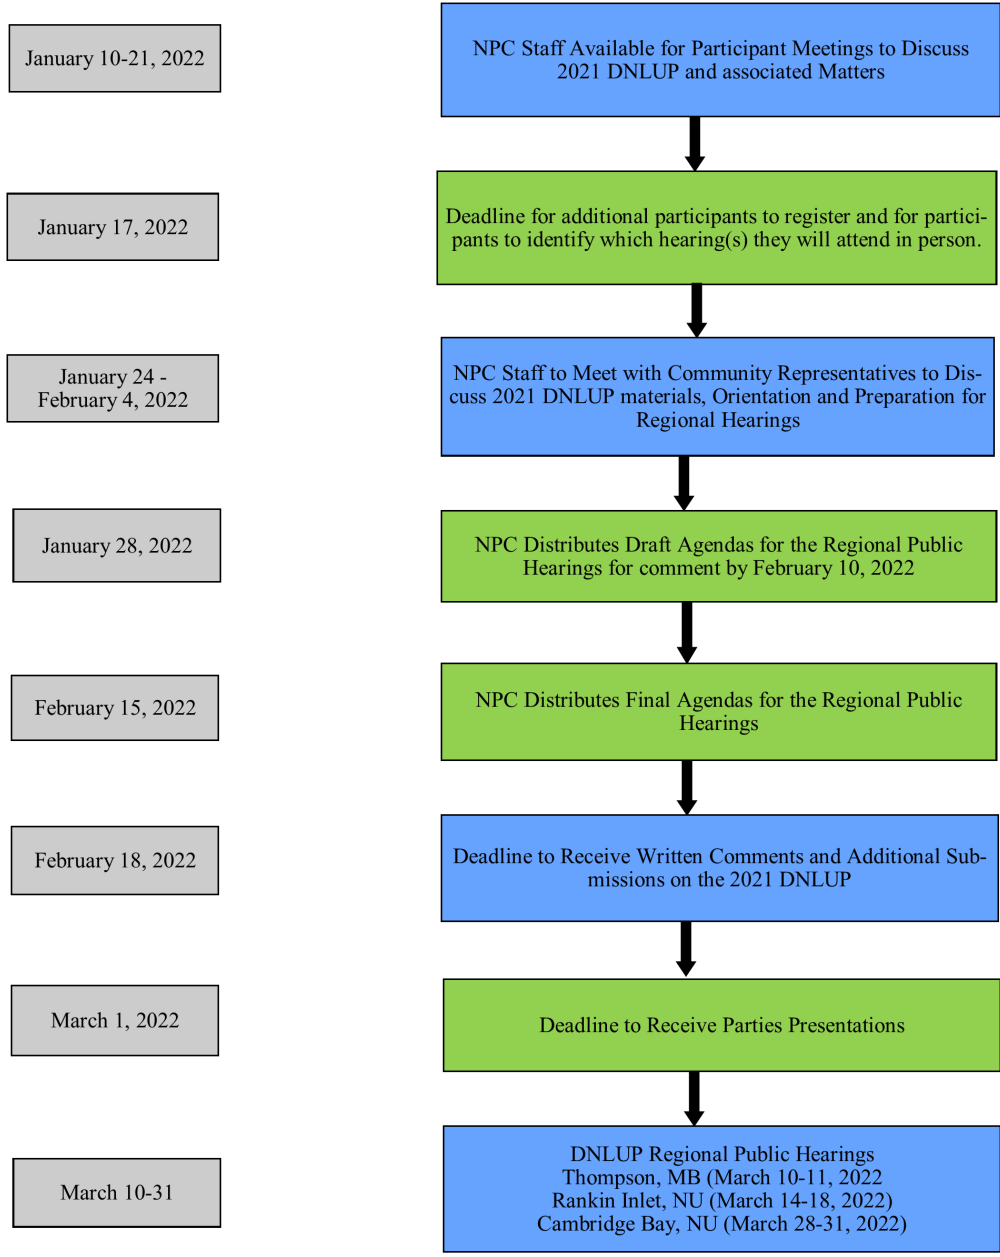 January 10-21, 2022
NPC Staff Available for Participant Meetings to Discuss
2021 DNLUP and associated Matters
January 17, 2022
Deadline for additional participants to register and for partici-
pants to identify which hearing(s) they will attend in person.
January 24 -
February 4, 2022
NPC Staff to Meet with Community Representatives to Dis-
cuss 2021 DNLUP materials, Orientation and Preparation for
Regional Hearings
January 28, 2022
NPC Distributes Draft Agendas for the Regional Public
Hearings for comment by February 10, 2022
February 15, 2022
NPC Distributes Final Agendas for the Regional Public
Hearings
February 18, 2022
Deadline to Receive Written Comments and Additional Sub-
missions on the 2021 DNLUP
March 1, 2022
Deadline to Receive Parties Presentations
March 10-31
DNLUP Regional Public Hearings
Thompson, MB (March 10-11, 2022
Rankin Inlet, NU (March 14-18, 2022)
Cambridge Bay, NU (March 28-31, 2022)